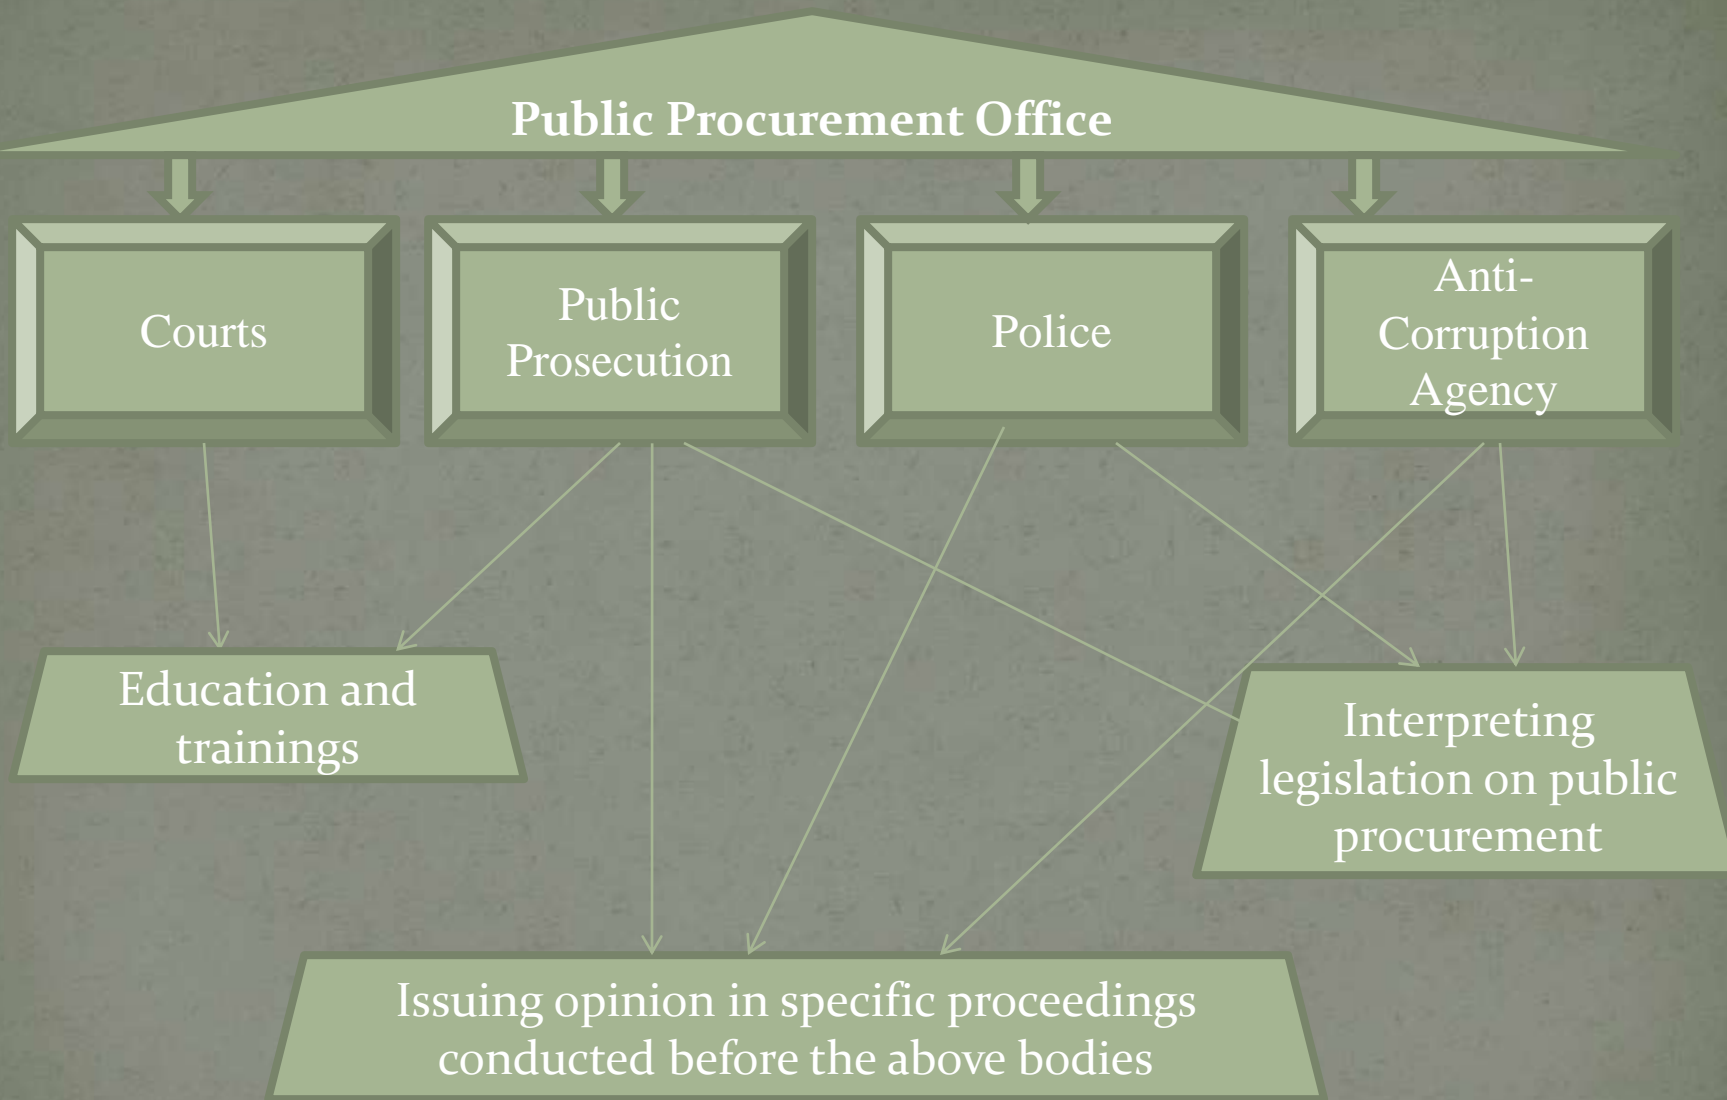 Public Procurement Office
Courts
Public
Prosecution
Police
Anti-
Corruption
Agency
Education and
trainings
Interpreting
legislation on public
procurement
Issuing opinion in specific proceedings
conducted before the above bodies